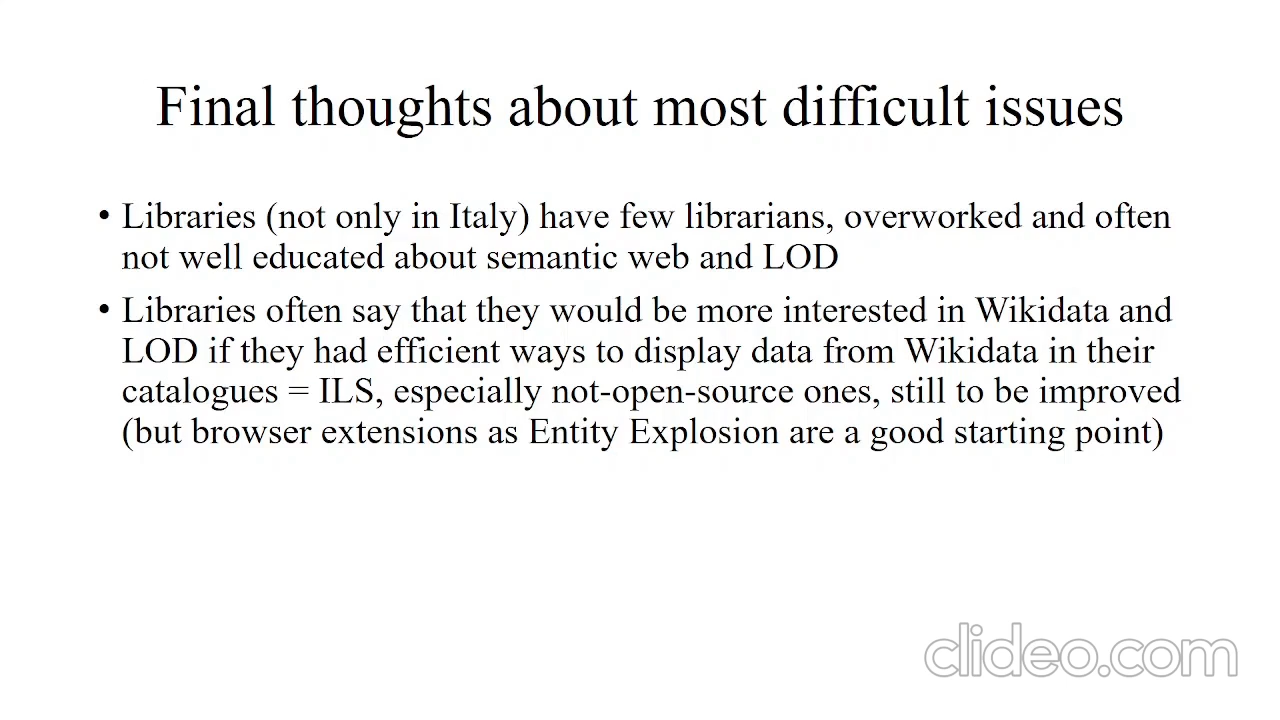 Final thoughts about most difficult issues
• Libraries (not only in Italy) have few librarians, overworked and often
not well educated about semantic web and LOD
• Libraries often say that they would be more interested in Wikidata and
LOD if they had efficient ways to display data from Wikidata in their
catalogues = ILS, especially not-open-source ones, still to be improved
(but browser extensions as Entity Explosion are a good starting point)
clideo.com